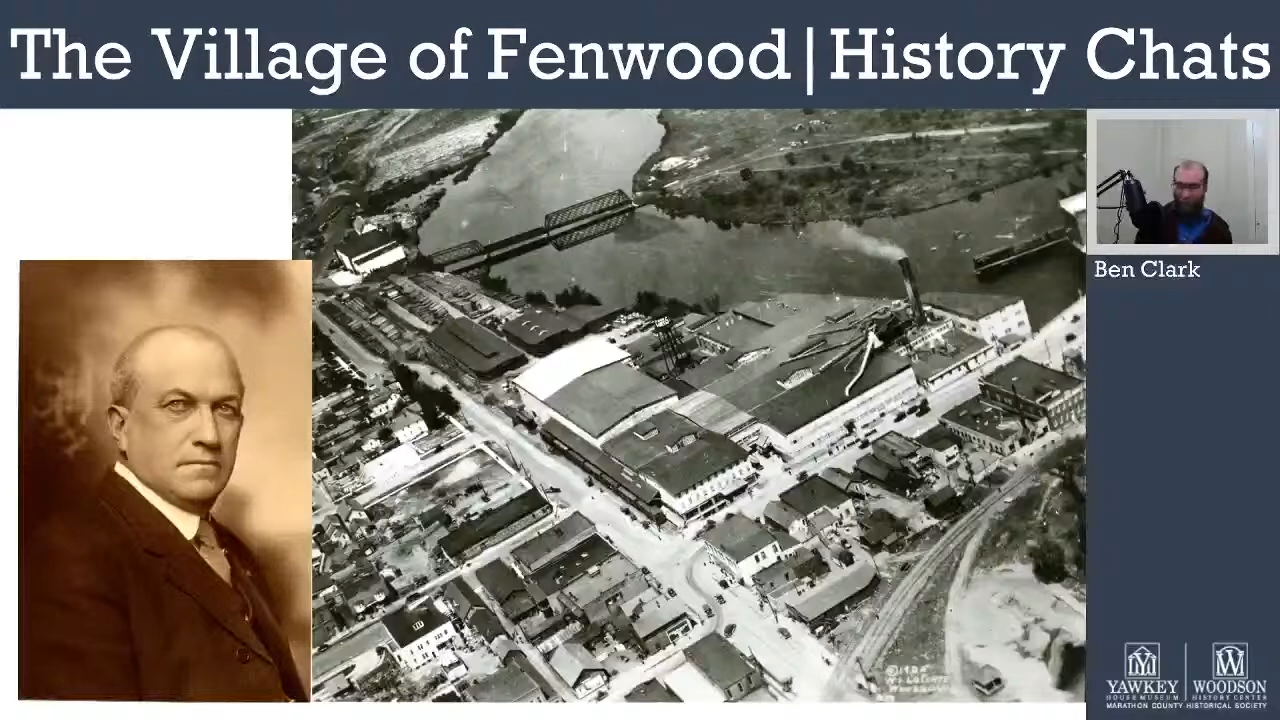 The Village of Fenwood | History Chats
Ben Clark
YAWKEY
HOUSE MUSEUM
WOODSON
HISTORY CENTER
MARATHON COUNTY HISTORICAL SOCIETY